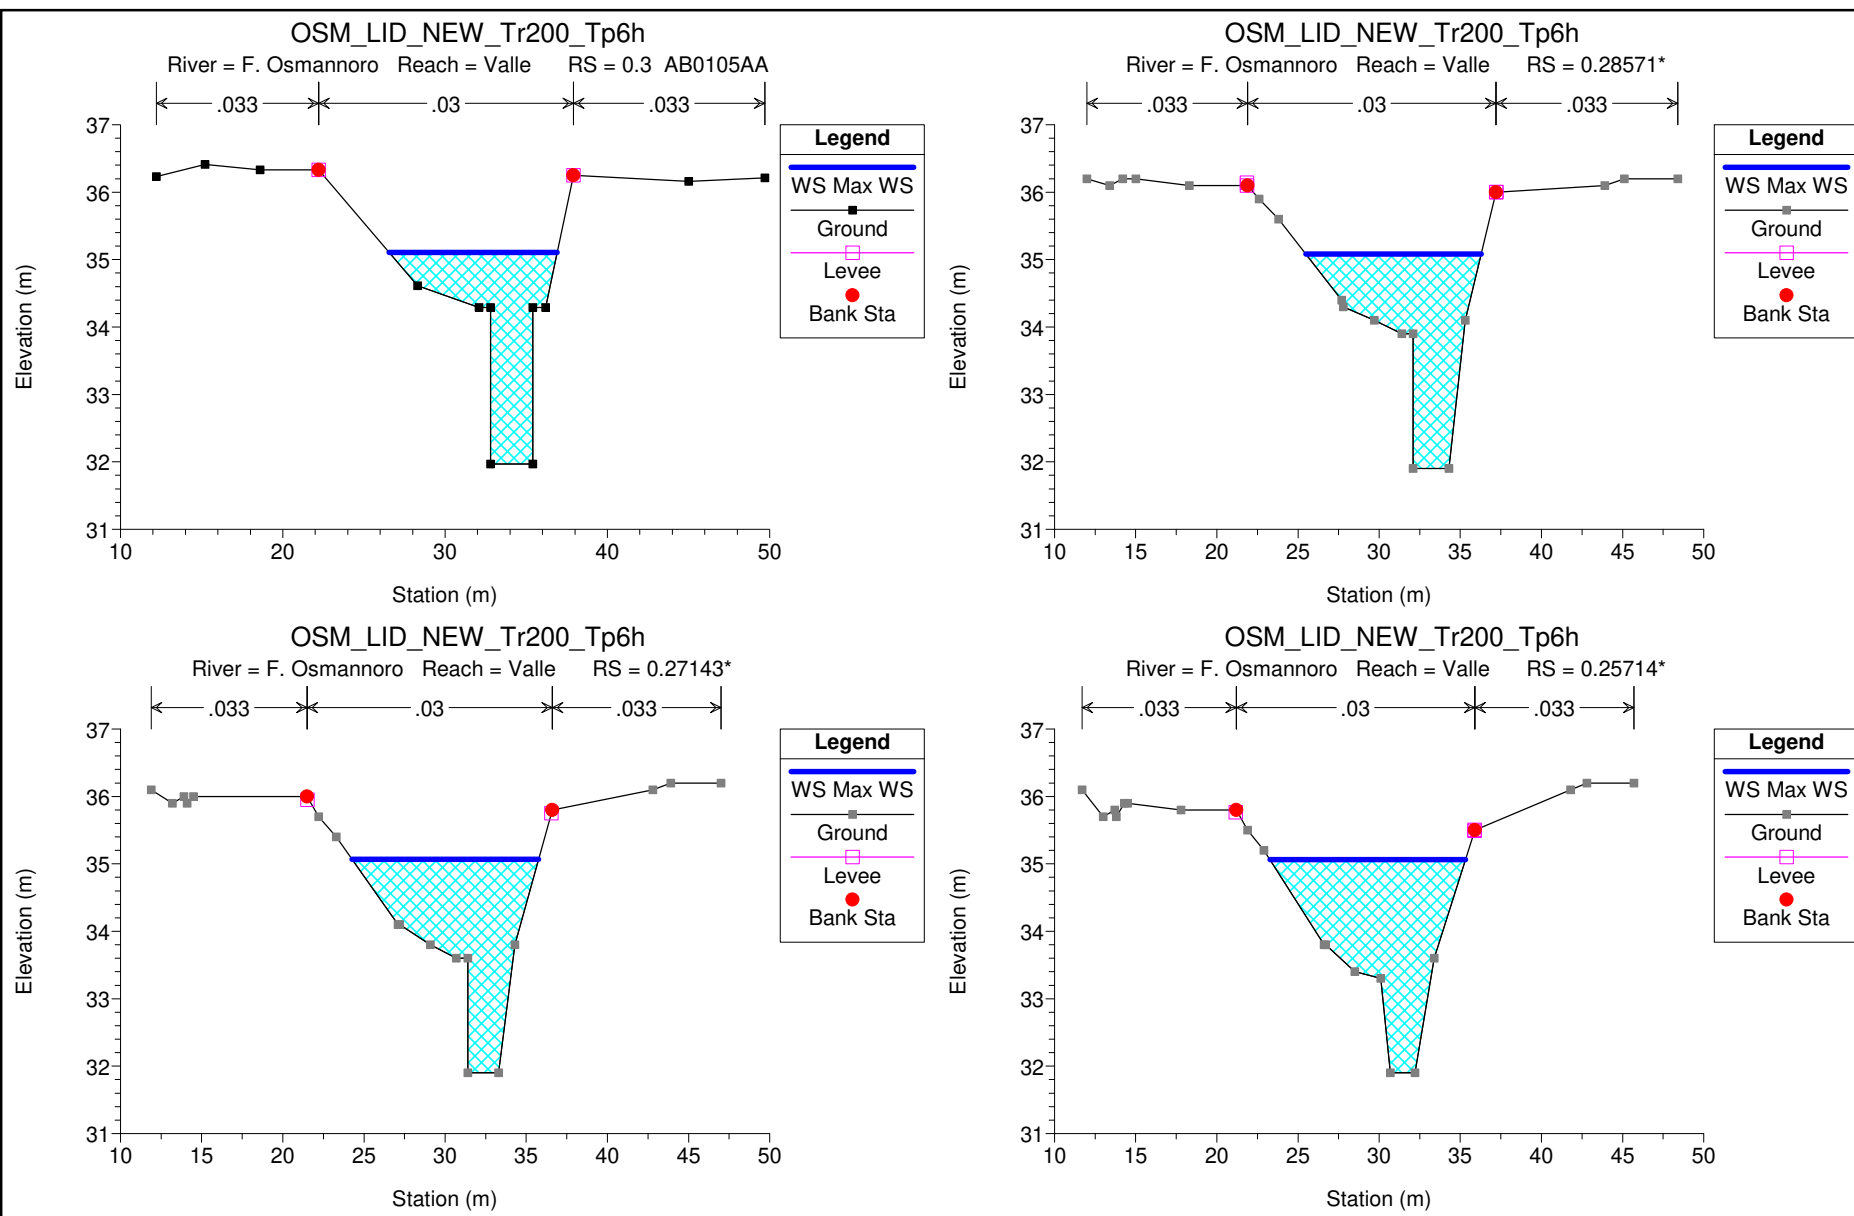 OSM_LID_NEW_Tr200_Tp6h
River = F. Osmannoro Reach = Valle RS = 0.3 AB0105AA
.033 .03 .033
37
36
35
34
33
32
31
10 20 30 40 50
Station (m)
Elevation (m)
Legend
WS Max WS
Ground
Levee
Bank Sta
OSM_LID_NEW_Tr200_Tp6h
River = F. Osmannoro Reach = Valle RS = 0.28571*
.033 .03 .033
37
36
35
34
33
32
31
10 15 20 25 30 35 40 45 50
Station (m)
Elevation (m)
Legend
WS Max WS
Ground
Levee
Bank Sta
OSM_LID_NEW_Tr200_Tp6h
River = F. Osmannoro Reach = Valle RS = 0.27143*
.033 .03 .033
37
36
35
34
33
32
31
10 15 20 25 30 35 40 45 50
Station (m)
Elevation (m)
Legend
WS Max WS
Ground
Levee
Bank Sta
OSM_LID_NEW_Tr200_Tp6h
River = F. Osmannoro Reach = Valle RS = 0.25714*
.033 .03 .033
37
36
35
34
33
32
31
10 15 20 25 30 35 40 45 50
Station (m)
Elevation (m)
Legend
WS Max WS
Ground
Levee
Bank Sta